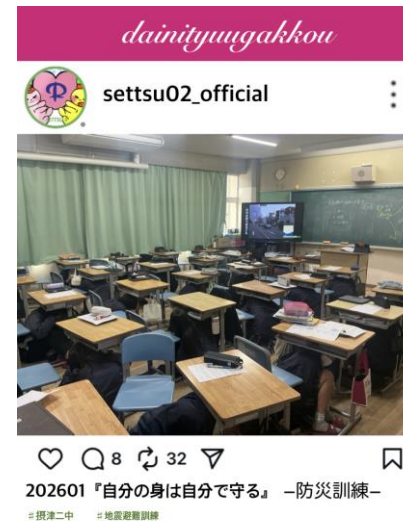 dainityuugakkou
settsu02_official
8 32
202601『自分の身は自分で守る』 –防災訓練–
#摂津二中 #地震避難訓練